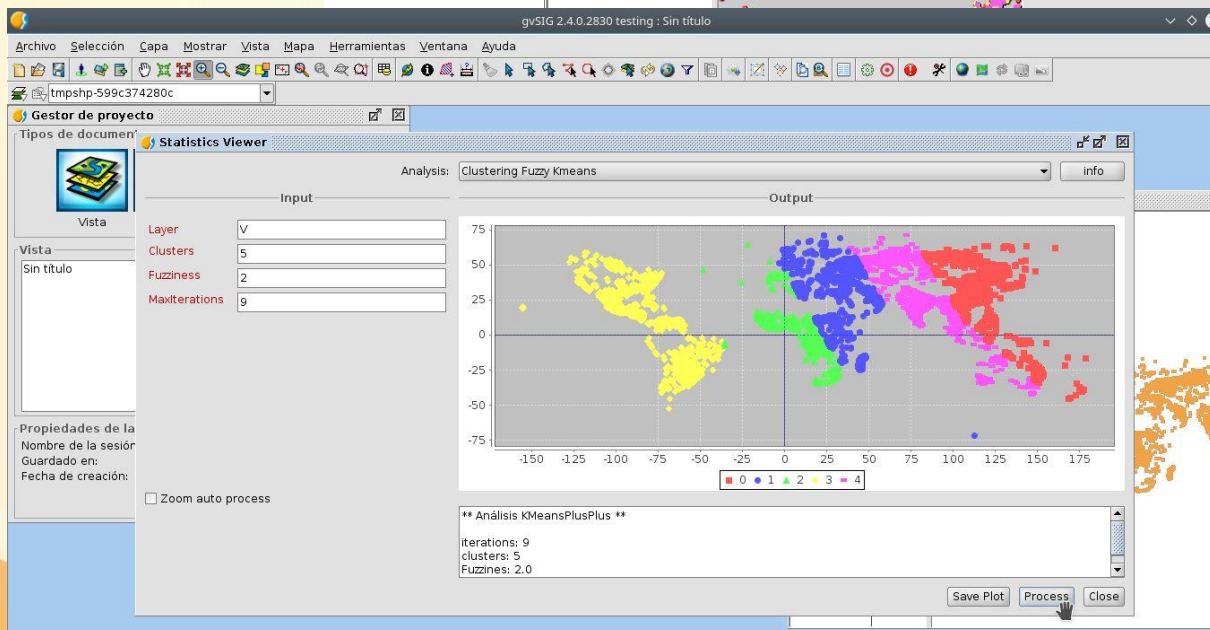 gvSIG 2.4.0.2830 testing : Sin título
Archivo Selección Capa Mostrar Vista Mapa Herramientas Ventana Ayuda
tmpshp-599c374280c
Gestor de proyecto
Tipos de documen
Vista
Vista
Sin título
Propiedades de la
Nombre de la sesión
Guardado en:
Fecha de creación:
Statistics Viewer
Analysis: Clustering Fuzzy Kmeans info
Input
Layer V
Clusters 5
Fuzziness 2
MaxIterations 9
Zoom auto process
Output
75
50
25
0
-25
-50
-75
-150 -125 -100 -75 -50 -25 0 25 50 75 100 125 150 175
0 1 2 3 4
** Análisis KMeansPlusPlus **
iterations: 9
clusters: 5
Fuzzines: 2.0
Save Plot Process Close